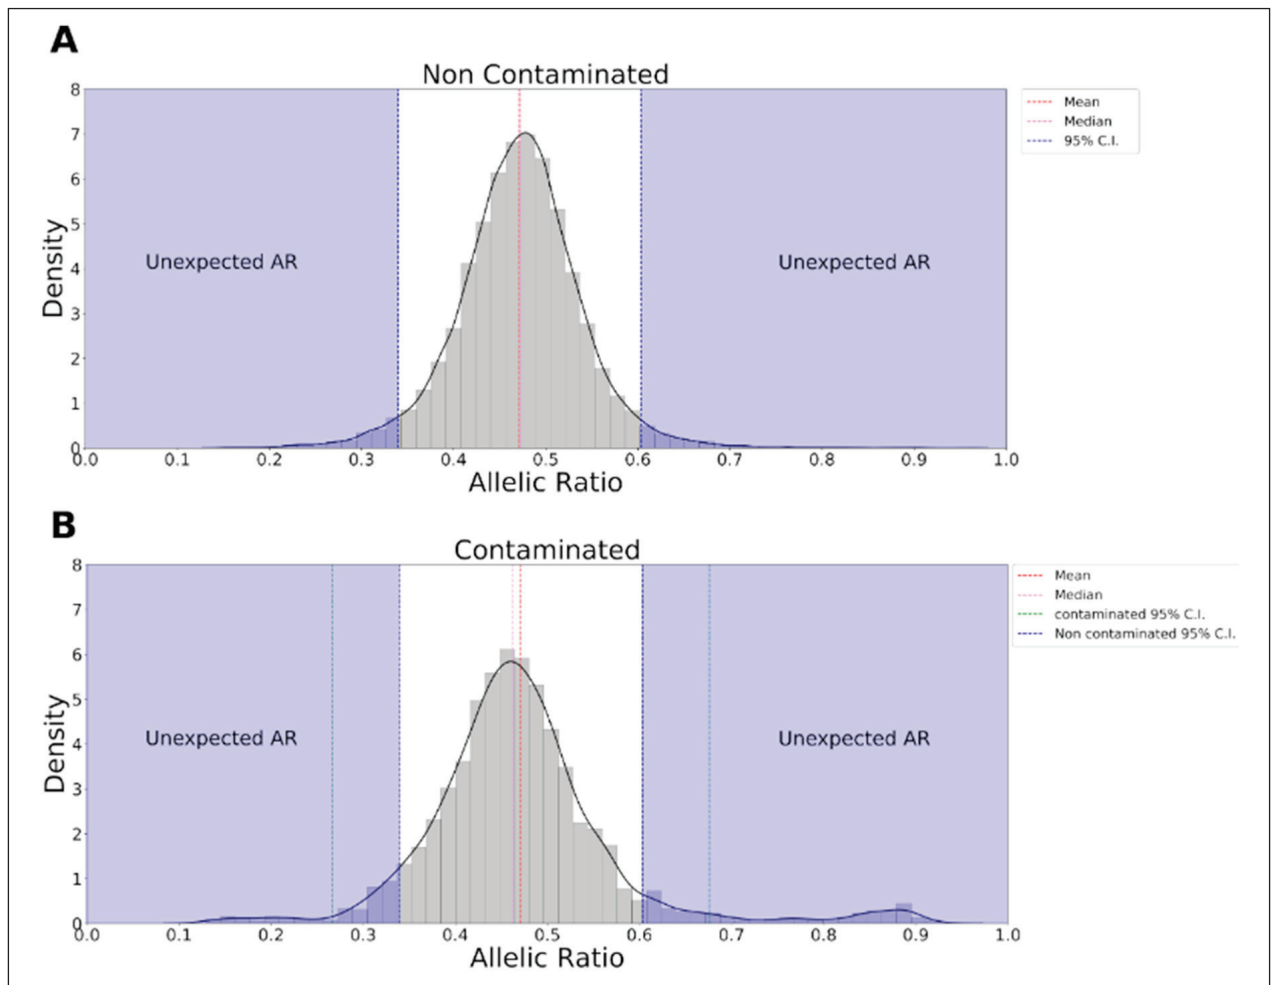 A
Non Contaminated
8
7
6
5
4
3
2
1
0
Density
Unexpected AR
Unexpected AR
0.0 0.1 0.2 0.3 0.4 0.5 0.6 0.7 0.8 0.9 1.0
Allelic Ratio
Mean
Median
95% C.I.
B
Contaminated
8
7
6
5
4
3
2
1
0
Density
Unexpected AR
Unexpected AR
0.0 0.1 0.2 0.3 0.4 0.5 0.6 0.7 0.8 0.9 1.0
Allelic Ratio
Mean
Median
contaminated 95% C.I.
Non contaminated 95% C.I.